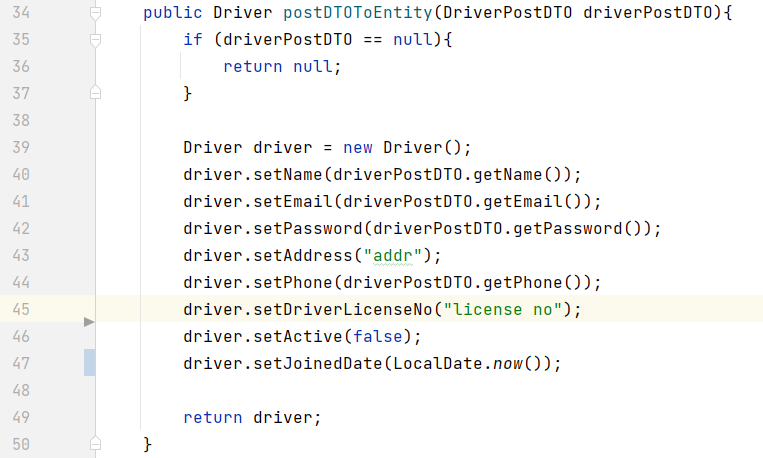 34 public Driver postDTOToEntity(DriverPostDTO driverPostDTO){
35 if (driverPostDTO == null){
36 return null;
37 }
38
39 Driver driver = new Driver();
40 driver.setName(driverPostDTO.getName());
41 driver.setEmail(driverPostDTO.getEmail());
42 driver.setPassword(driverPostDTO.getPassword());
43 driver.setAddress("addr");
44 driver.setPhone(driverPostDTO.getPhone());
45 driver.setDriverLicenseNo("license no");
46 driver.setActive(false);
47 driver.setJoinedDate(LocalDate.now());
48
49 return driver;
50 }